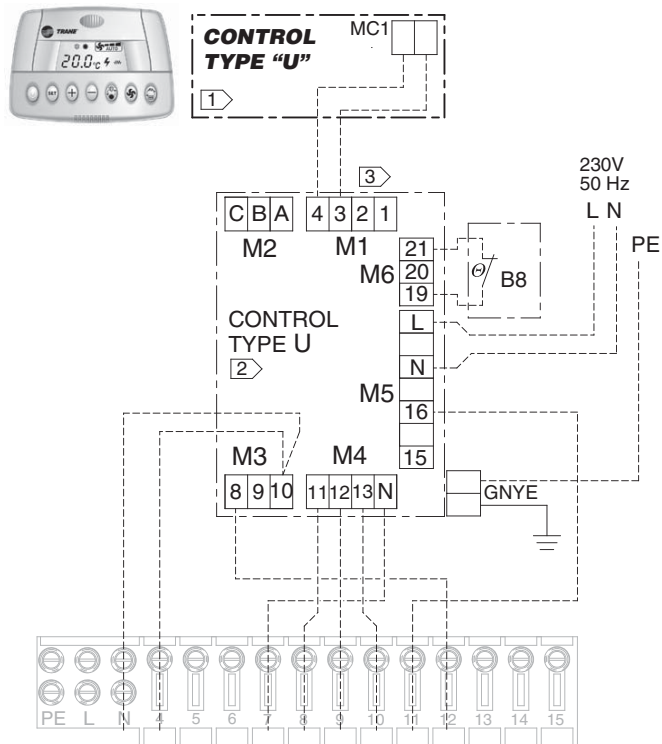 TRANE
AUTO
20.0°C
SET
CONTROL
TYPE “U”
MC1
1
3
C B A
4 3 2 1
M2
M1
21
20
19
M6
B8
230V
50 Hz
L N
PE
CONTROL
TYPE U
2
L
N
M5
16
15
M3
M4
8 9 10
11 12 13 N
GNYE
PE L N 4 5 6 7 8 9 10 11 12 13 14 15